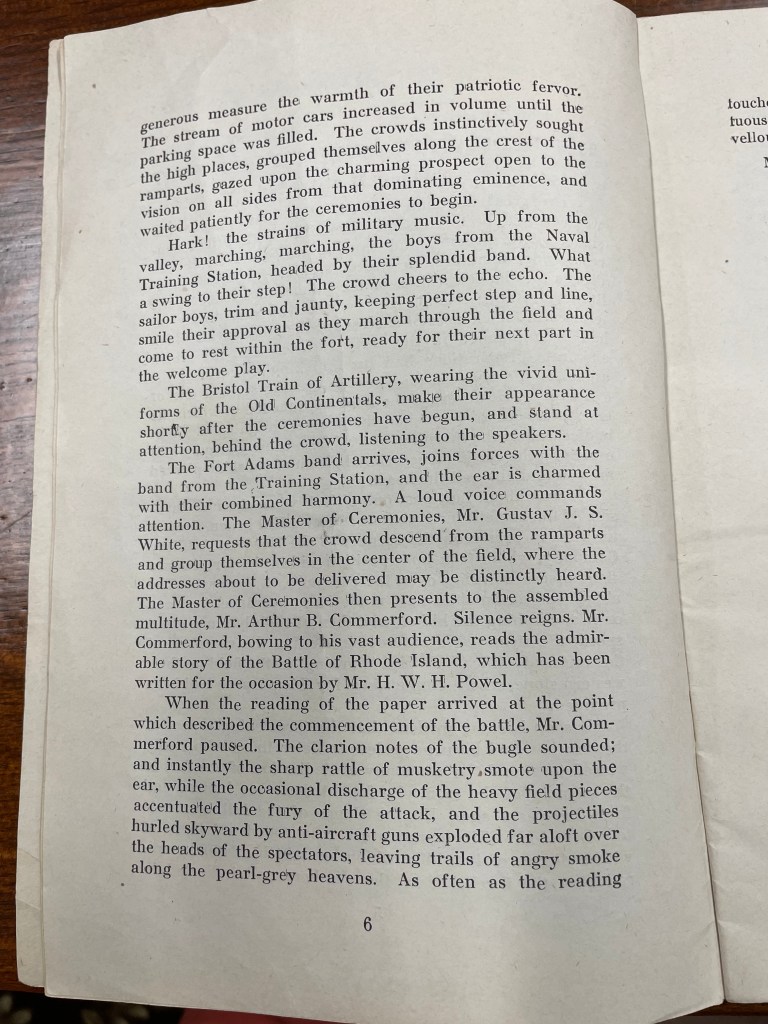 generous measure the warmth of their patriotic fervor.
The stream of motor cars increased in volume until the
parking space was filled. The crowds instinctively sought
the high places, grouped themselves along the crest of the
ramparts, gazed upon the charming prospect open to the
vision on all sides from that dominating eminence, and
waited patiently for the ceremonies to begin.
Hark! the strains of military music. Up from the
valley, marching, marching, the boys from the Naval
Training Station, headed by their splendid band. What
a swing to their step! The crowd cheers to the echo. The
sailor boys, trim and jaunty, keeping perfect step and line,
smile their approval as they march through the field and
come to rest within the fort, ready for their next part in
the welcome play.
The Bristol Train of Artillery, wearing the vivid uni-
forms of the Old Continentals, make their appearance
shortly after the ceremonies have begun, and stand at
attention, behind the crowd, listening to the speakers.
The Fort Adams band arrives, joins forces with the
band from the Training Station, and the ear is charmed
with their combined harmony. A loud voice commands
attention. The Master of Ceremonies, Mr. Gustav J. S.
White, requests that the crowd descend from the ramparts
and group themselves in the center of the field, where the
addresses about to be delivered may be distinctly heard.
The Master of Ceremonies then presents to the assembled
multitude, Mr. Arthur B. Commerford. Silence reigns. Mr.
Commerford, bowing to his vast audience, reads the admir-
able story of the Battle of Rhode Island, which has been
written for the occasion by Mr. H. W. H. Powel.
When the reading of the paper arrived at the point
which described the commencement of the battle, Mr. Com-
merford paused. The clarion notes of the bugle sounded;
and instantly the sharp rattle of musketry smote upon the
ear, while the occasional discharge of the heavy field pieces
accentuated the fury of the attack, and the projectiles
hurled skyward by anti-aircraft guns exploded far aloft over
the heads of the spectators, leaving trails of angry smoke
along the pearl-grey heavens. As often as the reading
6
touche
tuous
vello